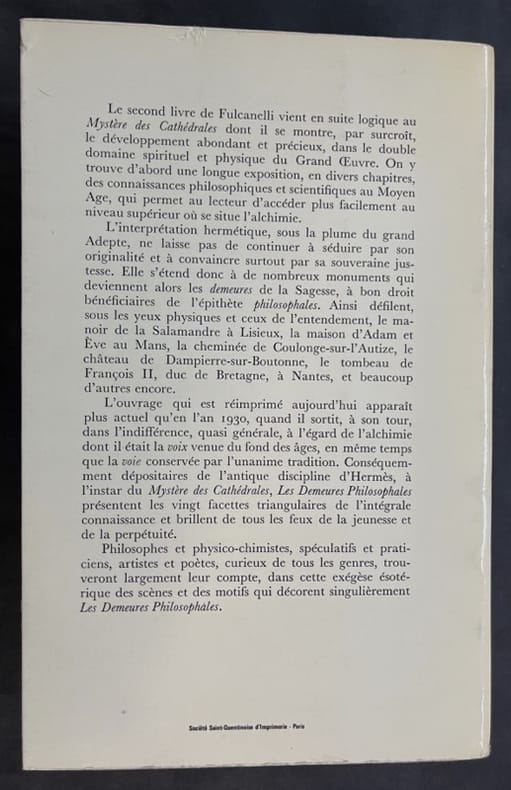 Le second livre de Fulcanelli vient en suite logique au
Mystère des Cathédrales dont il se montre, par surcroît,
le développement abondant et précieux, dans le double
domaine spirituel et physique du Grand Œuvre. On y
trouve d'abord une longue exposition, en divers chapitres,
des connaissances philosophiques et scientifiques au Moyen
Age, qui permet au lecteur d'accéder plus facilement au
niveau supérieur où se situe l'alchimie.
L'interprétation hermétique, sous la plume du grand
Adepte, ne laisse pas de continuer à séduire par son
originalité et à convaincre surtout par sa souveraine jus-
tesse. Elle s'étend donc à de nombreux monuments qui
deviennent alors les demeures de la Sagesse, à bon droit
bénéficiaires de l'épithète philosophales. Ainsi défilent,
sous les yeux physiques et ceux de l'entendement, le ma-
noir de la Salamandre à Lisieux, la maison d'Adam et
Ève au Mans, la cheminée de Coulonge-sur-l'Autize, le
château de Dampierre-sur-Boutonne, le tombeau de
François II, duc de Bretagne, à Nantes, et beaucoup
d'autres encore.
L'ouvrage qui est réimprimé aujourd'hui apparaît
plus actuel qu'en l'an 1930, quand il sortit, à son tour,
dans l'indifférence, quasi générale, à l'égard de l'alchimie
dont il était la voix venue du fond des âges, en même temps
que la voie conservée par l'unanime tradition. Conséquem-
ment dépositaires de l'antique discipline d'Hermès, à
l'instar du Mystère des Cathédrales, Les Demeures Philosophales
présentent les vingt facettes triangulaires de l'intégrale
connaissance et brillent de tous les feux de la jeunesse et
de la perpétuité.
Philosophes et physico-chimistes, spéculatifs et prati-
ciens, artistes et poètes, curieux de tous les genres, trou-
veront largement leur compte, dans cette exégèse ésoté-
rique des scènes et des motifs qui décorent singulièrement
Les Demeures Philosophales.
Société Saint-Quentinoise d'Imprimerie - Paris